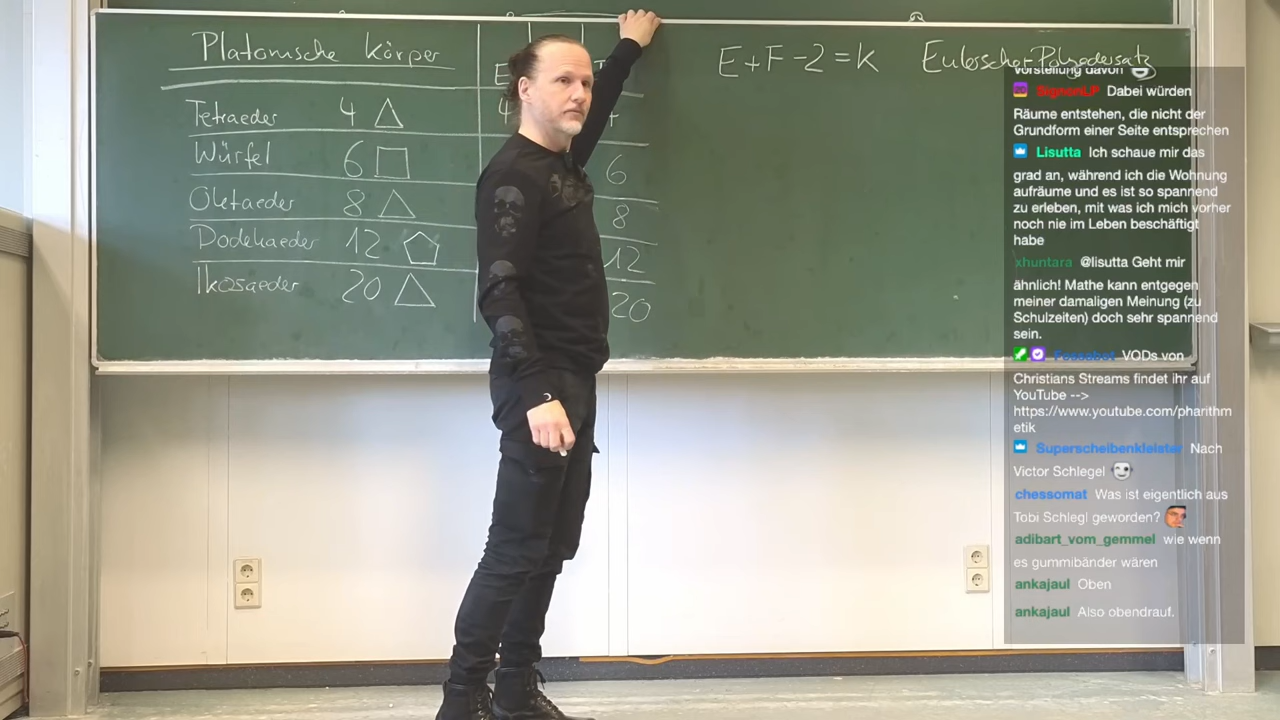 Platonische Körper
E
E+F-2=K
Eulerscher Polyedersatz
Tetraeder 4
4
Würfel 6
6
Oktaeder 8
8
Dodekaeder 12
12
Ikosaeder 20
20
Vorstellung davon
SignonLP Dabei würden
Räume entstehen, die nicht der
Grundform einer Seite entsprechen
Lisutta Ich schaue mir das
grad an, während ich die Wohnung
aufräume und es ist so spannend
zu erleben, mit was ich mich vorher
noch nie im Leben beschäftigt
habe
xhuntara @lisutta Geht mir
ähnlich! Mathe kann entgegen
meiner damaligen Meinung (zu
Schulzeiten) doch sehr spannend
sein.
Fossabot VODs von
Christians Streams findet ihr auf
YouTube -->
https://www.youtube.com/pharithm
etik
Superscheibenkleister Nach
Victor Schlegel
chessomat Was ist eigentlich aus
Tobi Schlegl geworden?
adibart_vom_gemmel wie wenn
es gummibänder wären
ankajaul Oben
ankajaul Also obendrauf.